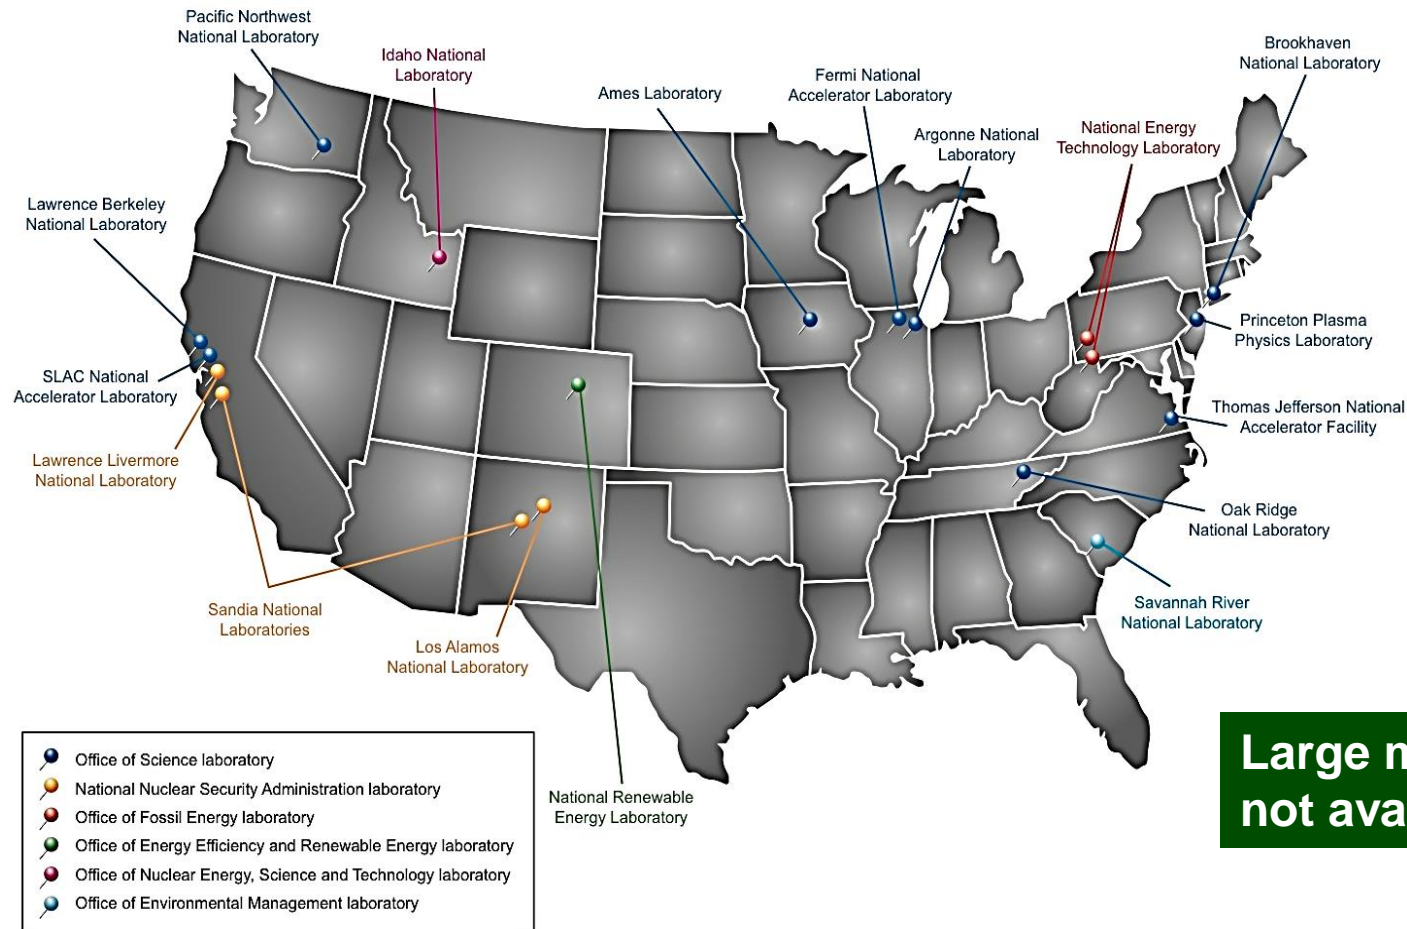 Pacific Northwest
National Laboratory
Idaho National
Laboratory
Ames Laboratory
Fermi National
Accelerator Laboratory
Argonne National
Laboratory
National Energy
Technology Laboratory
Brookhaven
National Laboratory
Lawrence Berkeley
National Laboratory
SLAC National
Accelerator Laboratory
Lawrence Livermore
National Laboratory
Sandia National
Laboratories
Los Alamos
National Laboratory
National Renewable
Energy Laboratory
Princeton Plasma
Physics Laboratory
Thomas Jefferson National
Accelerator Facility
Oak Ridge
National Laboratory
Savannah River
National Laboratory
Office of Science laboratory
National Nuclear Security Administration laboratory
Office of Fossil Energy laboratory
Office of Energy Efficiency and Renewable Energy laboratory
Office of Nuclear Energy, Science and Technology laboratory
Office of Environmental Management laboratory
Large
not